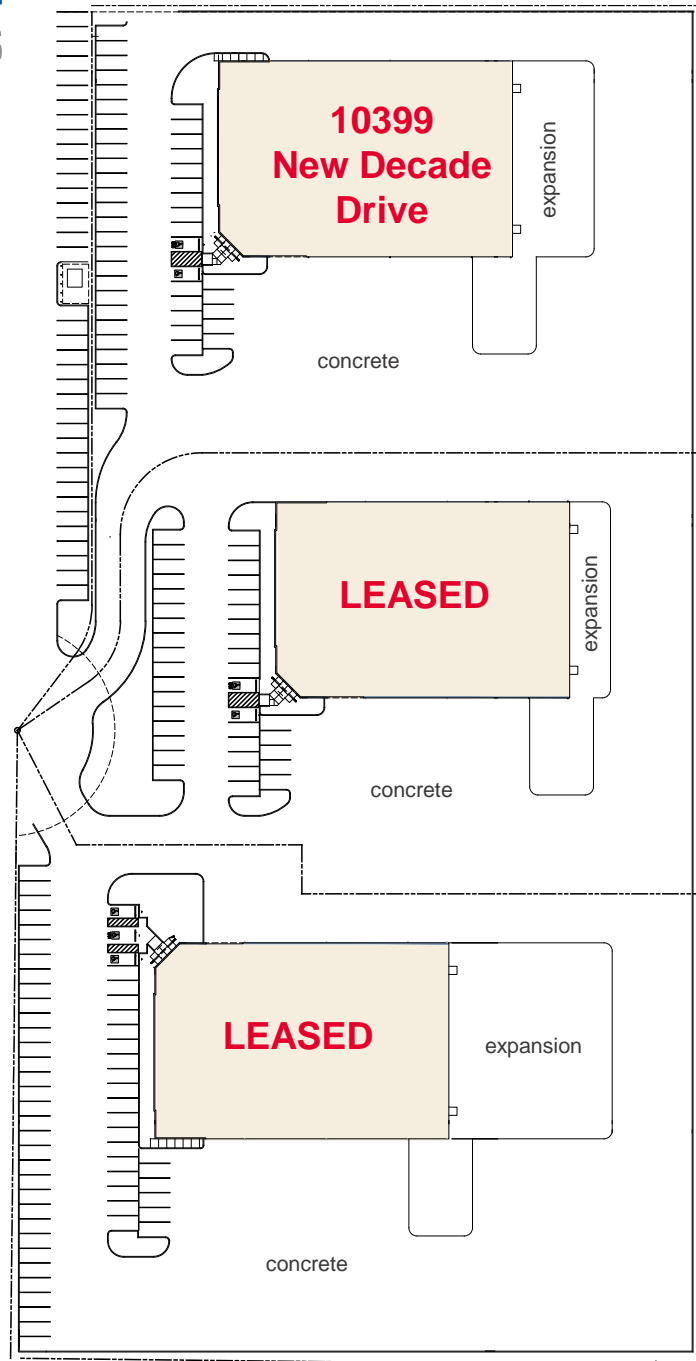 10399
New Decade
Drive
expansion
concrete
LEASED
expansion
concrete
LEASED
expansion
concrete